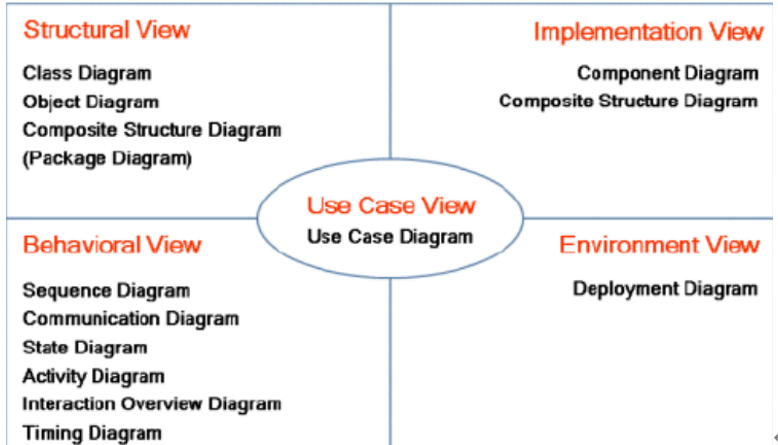 Structural View
Class Diagram
Object Diagram
Composite Structure Diagram
(Package Diagram)
Implementation View
Component Diagram
Composite Structure Diagram
Use Case View
Use Case Diagram
Behavioral View
Sequence Diagram
Communication Diagram
State Diagram
Activity Diagram
Interaction Overview Diagram
Timing Diagram
Environment View
Deployment Diagram